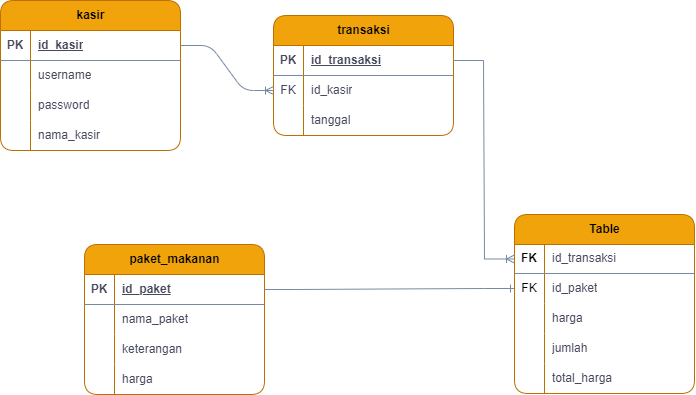 kasir
PK id_kasir
username
password
nama_kasir
transaksi
PK id_transaksi
FK id_kasir
tanggal
paket_makanan
PK id_paket
nama_paket
keterangan
harga
Table
FK id_transaksi
FK id_paket
harga
jumlah
total_harga